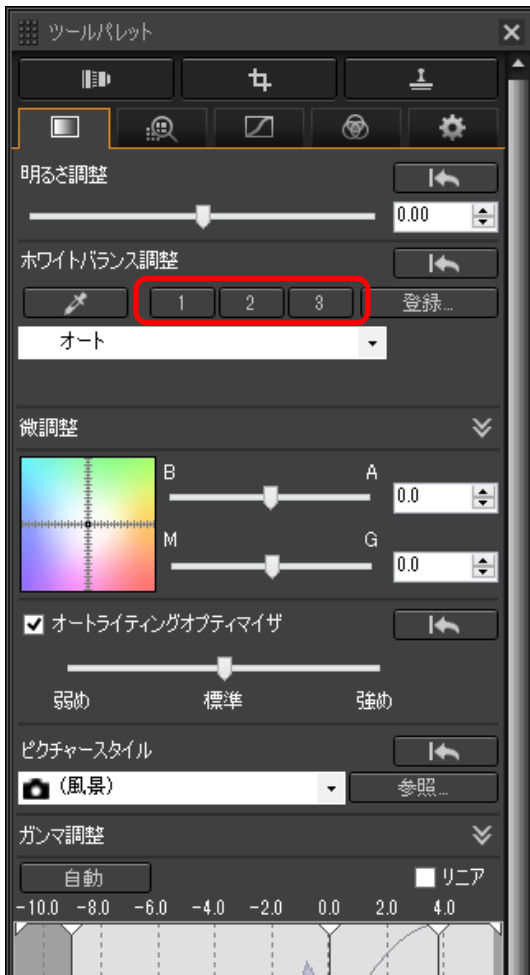 ツールパレット
明るさ調整
0.00
ホワイトバランス調整
1 2 3 登録...
オート
微調整
B A
0.0
M G
0.0
オートライティングオプティマイザ
弱め 標準 強め
ピクチャースタイル
(風景) 参照...
ガンマ調整
自動 リニア
-10.0 -8.0 -6.0 -4.0 -2.0 0.0 2.0 4.0